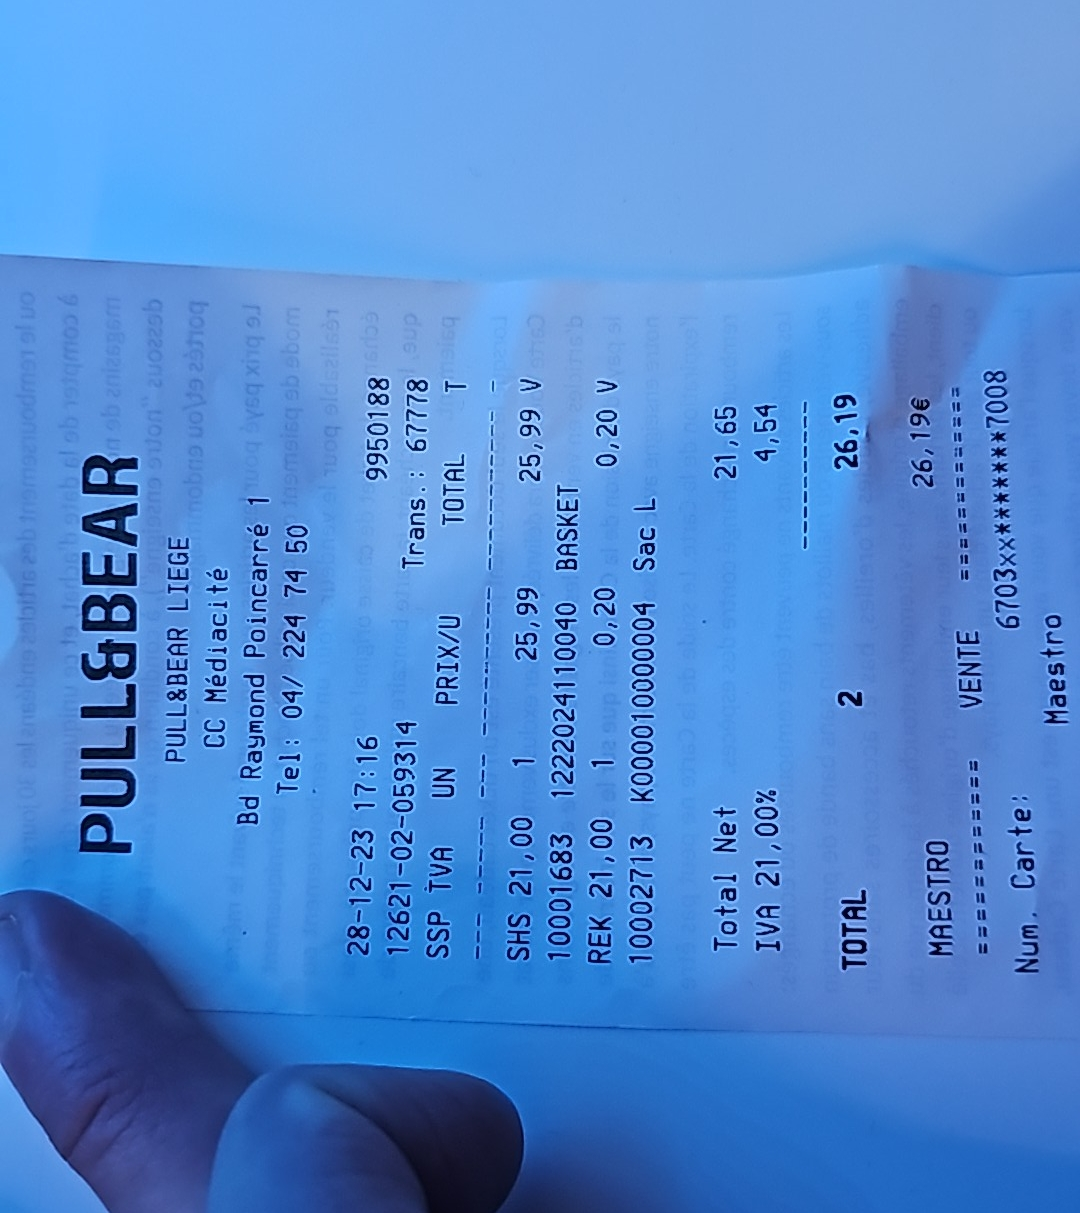 PULL&BEAR
PULL&BEAR LIEGE
CC Médiacité
Bd Raymond Poincarré 1
Tel: 04/ 224 74 50
28-12-23 17:16 9950188
12621-02-059314 Trans.: 67778
SSP TVA UN PRIX/U TOTAL T
--- ----- --- --------- ---------- -
SHS 21,00 1 25,99 25,99 V
10001683 1222024110040 BASKET
REK 21,00 1 0,20 0,20 V
10002713 K00001000004 Sac L
Total Net 21,65
IVA 21,00% 4,54
-----------
TOTAL 2 26,19
MAESTRO 26,19€
============ VENTE ============
Num. Carte: 6703xx********7008
Maestro